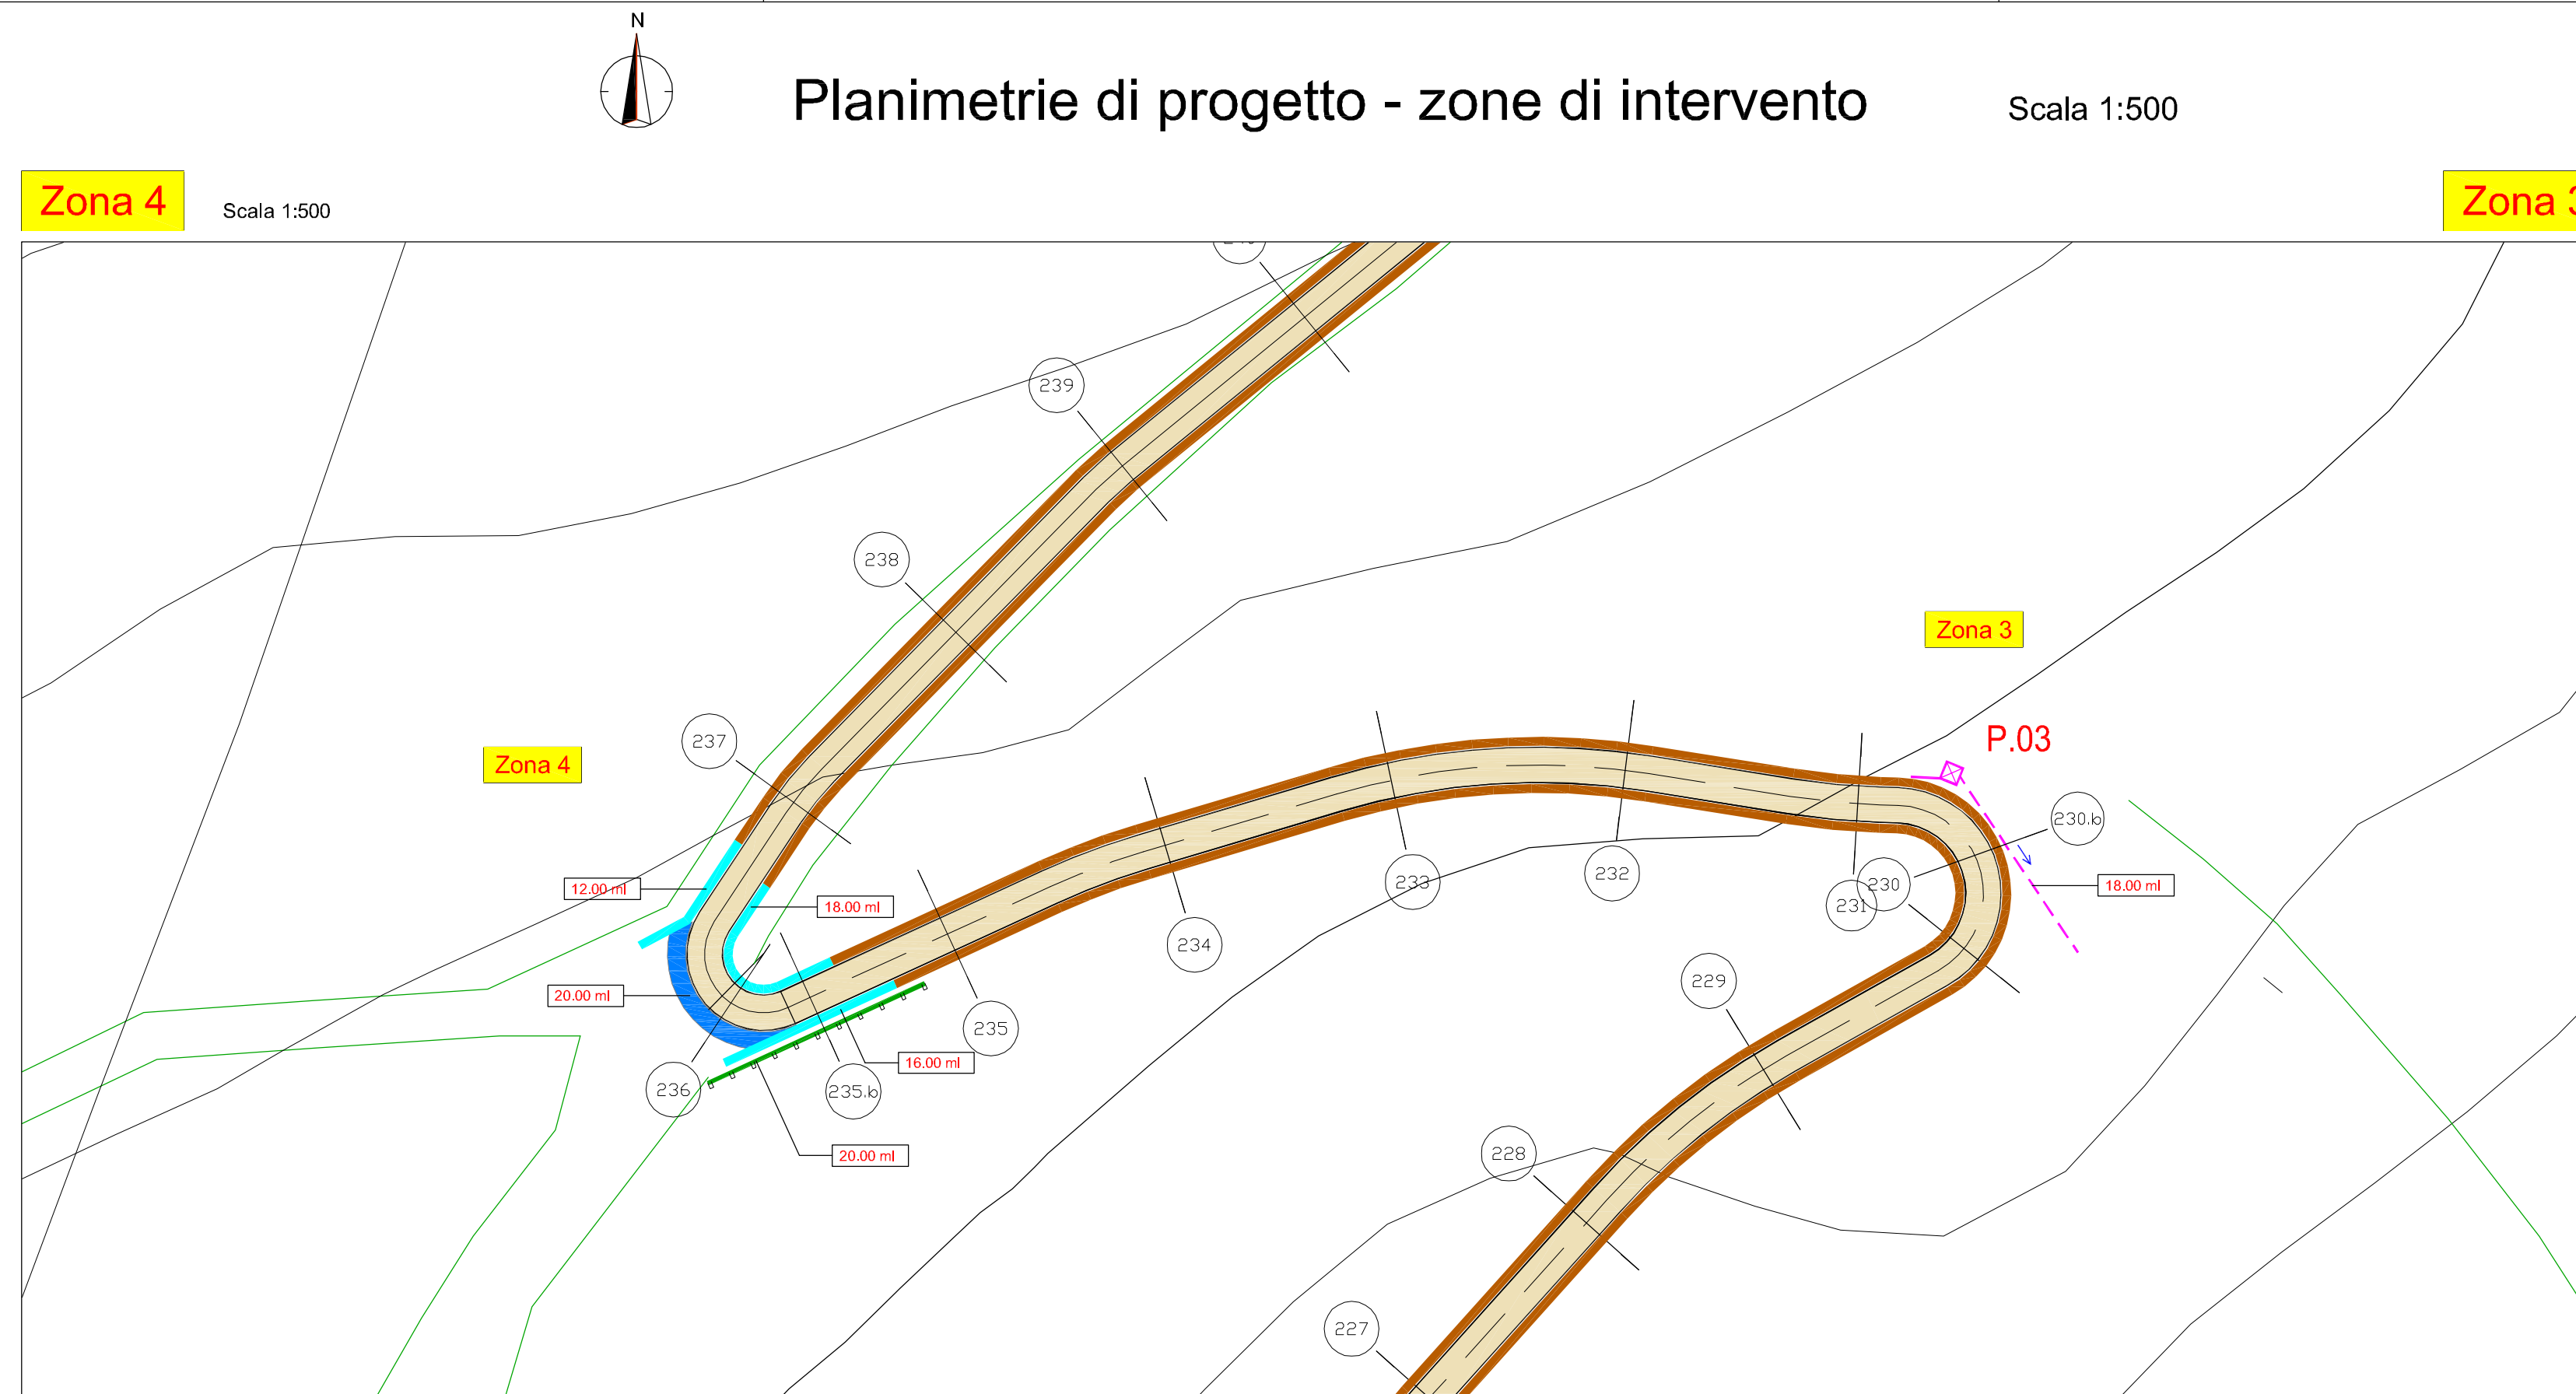 N
Planimetrie di progetto - zone di intervento
Scala 1:500
Zona 4
Scala 1:500
Zona 3
239
238
Zona 3
237
P.03
Zona 4
230.b
233
232
230
231
12.00 ml
18.00 ml
18.00 ml
234
229
20.00 ml
235
16.00 ml
236
235.b
20.00 ml
228
227